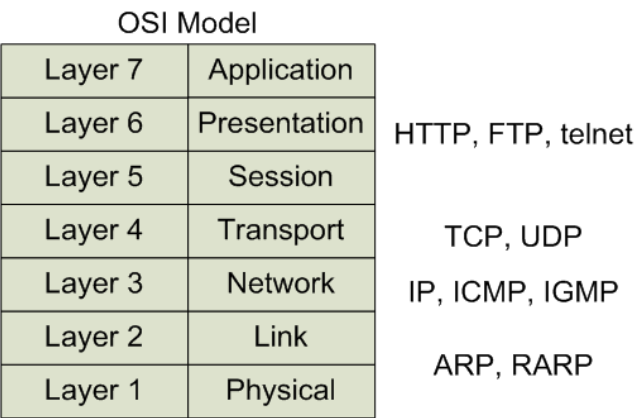 OSI Model
Layer 7 Application
Layer 6 Presentation
HTTP, FTP, telnet
Layer 5 Session
Layer 4 Transport
TCP, UDP
Layer 3 Network
IP, ICMP, IGMP
Layer 2 Link
ARP, RARP
Layer 1 Physical